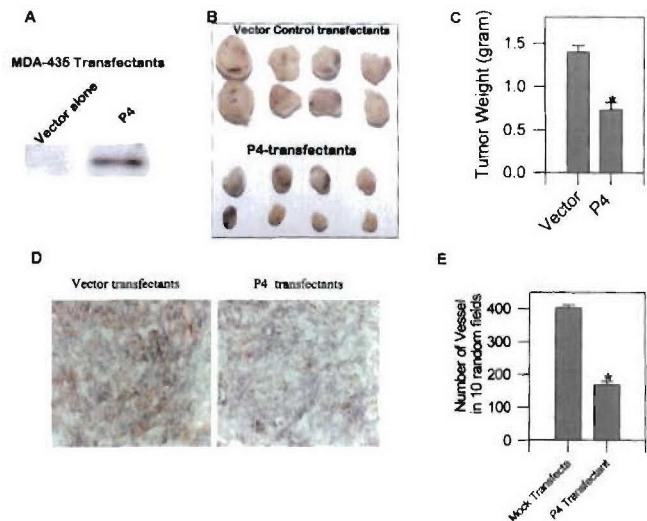 A
MDA-435 Transfectants
Vector alone
P4
B
Vector Control transfectants
P4-transfectants
C
Tumor Weight (gram)
1.5
1.0
0.5
0.0
*
Vector
P4
D
Vector transfectants
P4 transfectants
E
Number of Vessel
in 10 random fields
400
300
200
100
0
*
Mock Transfects
P4 Transfectant